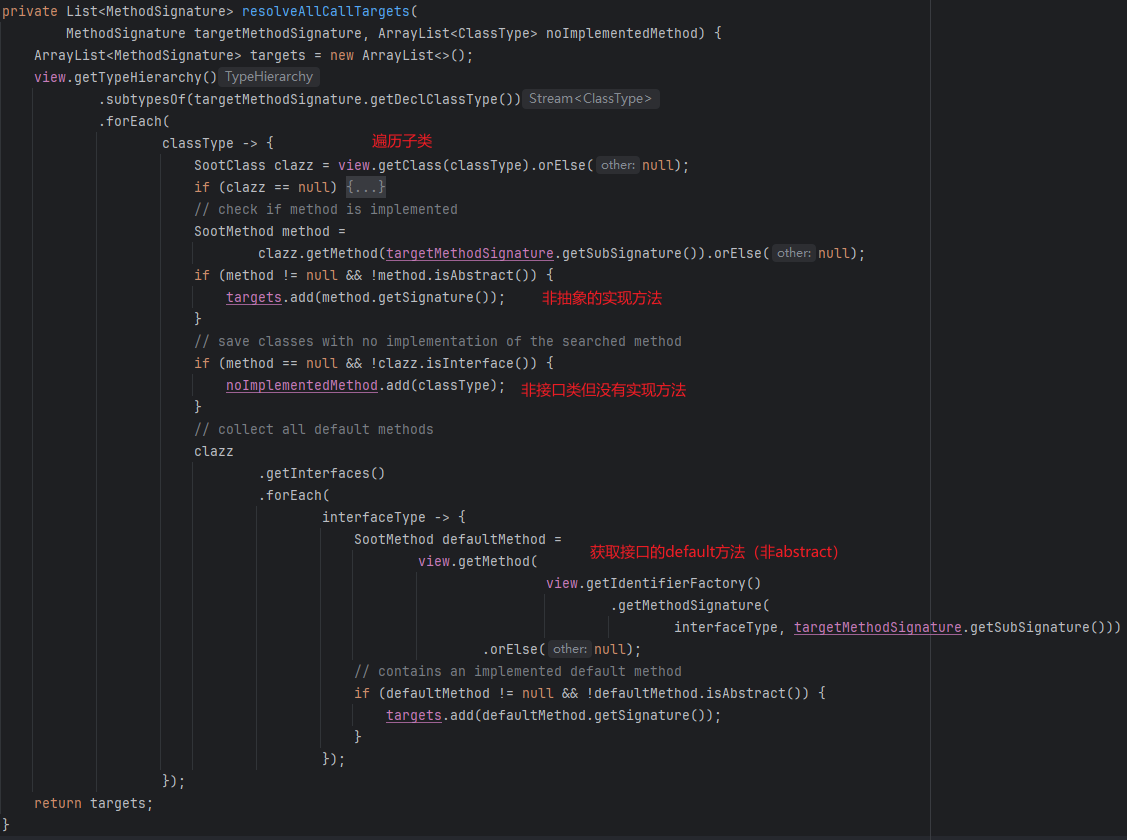 private List<MethodSignature> resolveAllCallTargets(
MethodSignature targetMethodSignature, ArrayList<ClassType> noImplementedMethod) {
ArrayList<MethodSignature> targets = new ArrayList<>();
view.getTypeHierarchy() TypeHierarchy
.subtypesOf(targetMethodSignature.getDeclClassType()) Stream<ClassType>
.forEach(
classType -> { 遍历子类
SootClass clazz = view.getClass(classType).orElse( other: null);
if (clazz == null) {...}
// check if method is implemented
SootMethod method =
clazz.getMethod(targetMethodSignature.getSubSignature()).orElse( other: null);
if (method != null && !method.isAbstract()) {
targets.add(method.getSignature()); 非抽象的实现方法
}
// save classes with no implementation of the searched method
if (method == null && !clazz.isInterface()) {
noImplementedMethod.add(classType); 非接口类但没有实现方法
}
// collect all default methods
clazz
.getInterfaces()
.forEach(
interfaceType -> {
SootMethod defaultMethod = 获取接口的default方法（非abstract）
view.getMethod(
view.getIdentifierFactory()
.getMethodSignature(
interfaceType, targetMethodSignature.getSubSignature()))
.orElse( other: null);
// contains an implemented default method
if (defaultMethod != null && !defaultMethod.isAbstract()) {
targets.add(defaultMethod.getSignature());
}
});
});
return targets;
}